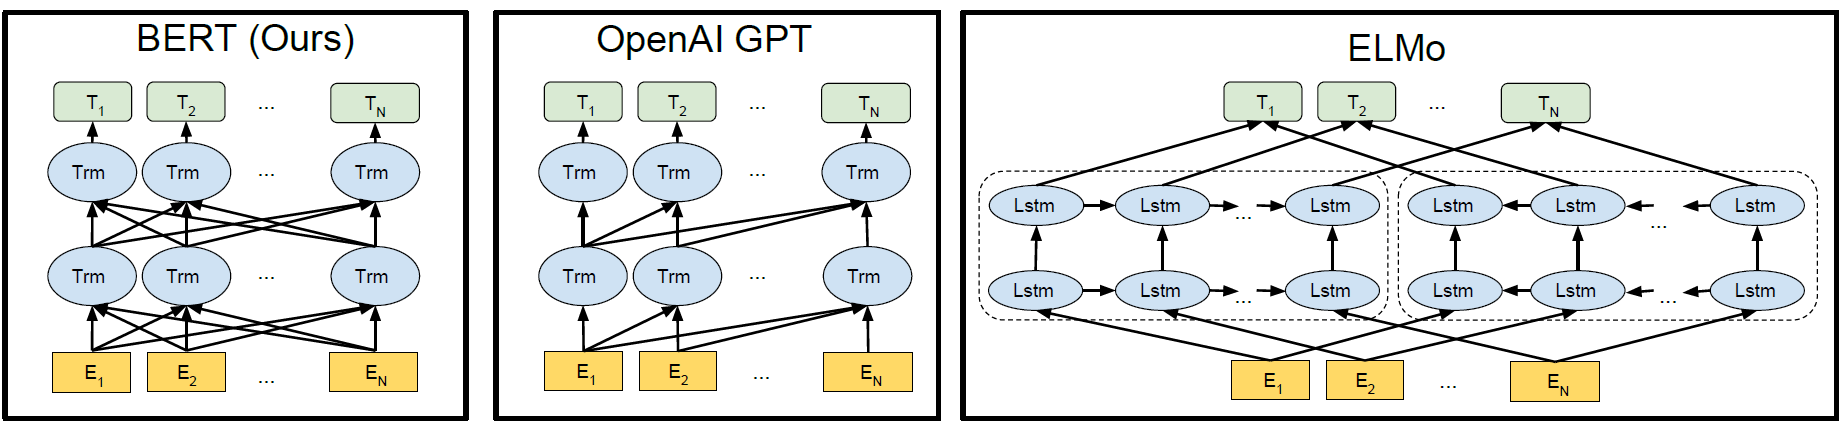 BERT (Ours)
T1 T2 ... TN
Trm Trm ... Trm
Trm Trm ... Trm
E1 E2 ... EN
OpenAI GPT
T1 T2 ... TN
Trm Trm ... Trm
Trm Trm ... Trm
E1 E2 ... EN
ELMo
T1 T2 ... TN
Lstm Lstm ... Lstm Lstm Lstm ... Lstm
Lstm Lstm ... Lstm Lstm Lstm ... Lstm
E1 E2 ... EN